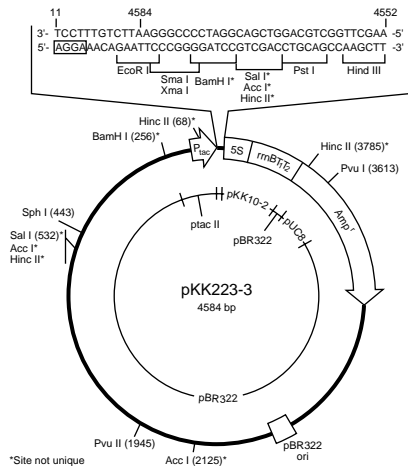 11 4584 4552
3'- TCCTTTGTCTTAAGGGCCCCTAGGCAGCTGGACGTCGGTTCGAA -5'
5'- AGGAAACAGAATTCCCGGGGATCCGTCGACCTGCAGCCAAGCTT -3'
EcoR I
Sma I
Xma I
BamH I*
Sal I*
Acc I*
Hinc II*
Pst I
Hind III
Hinc II (68)*
BamH I (256)*
Ptac
5S
rrnBT1T2
Hinc II (3785)*
Pvu I (3613)
Amp r
Sph I (443)
Sal I (532)*
Acc I*
Hinc II*
ptac II
pKK10-2
pBR322
pUC8
pKK223-3
4584 bp
pBR322
Pvu II (1945)
Acc I (2125)*
pBR322
ori
*Site not unique